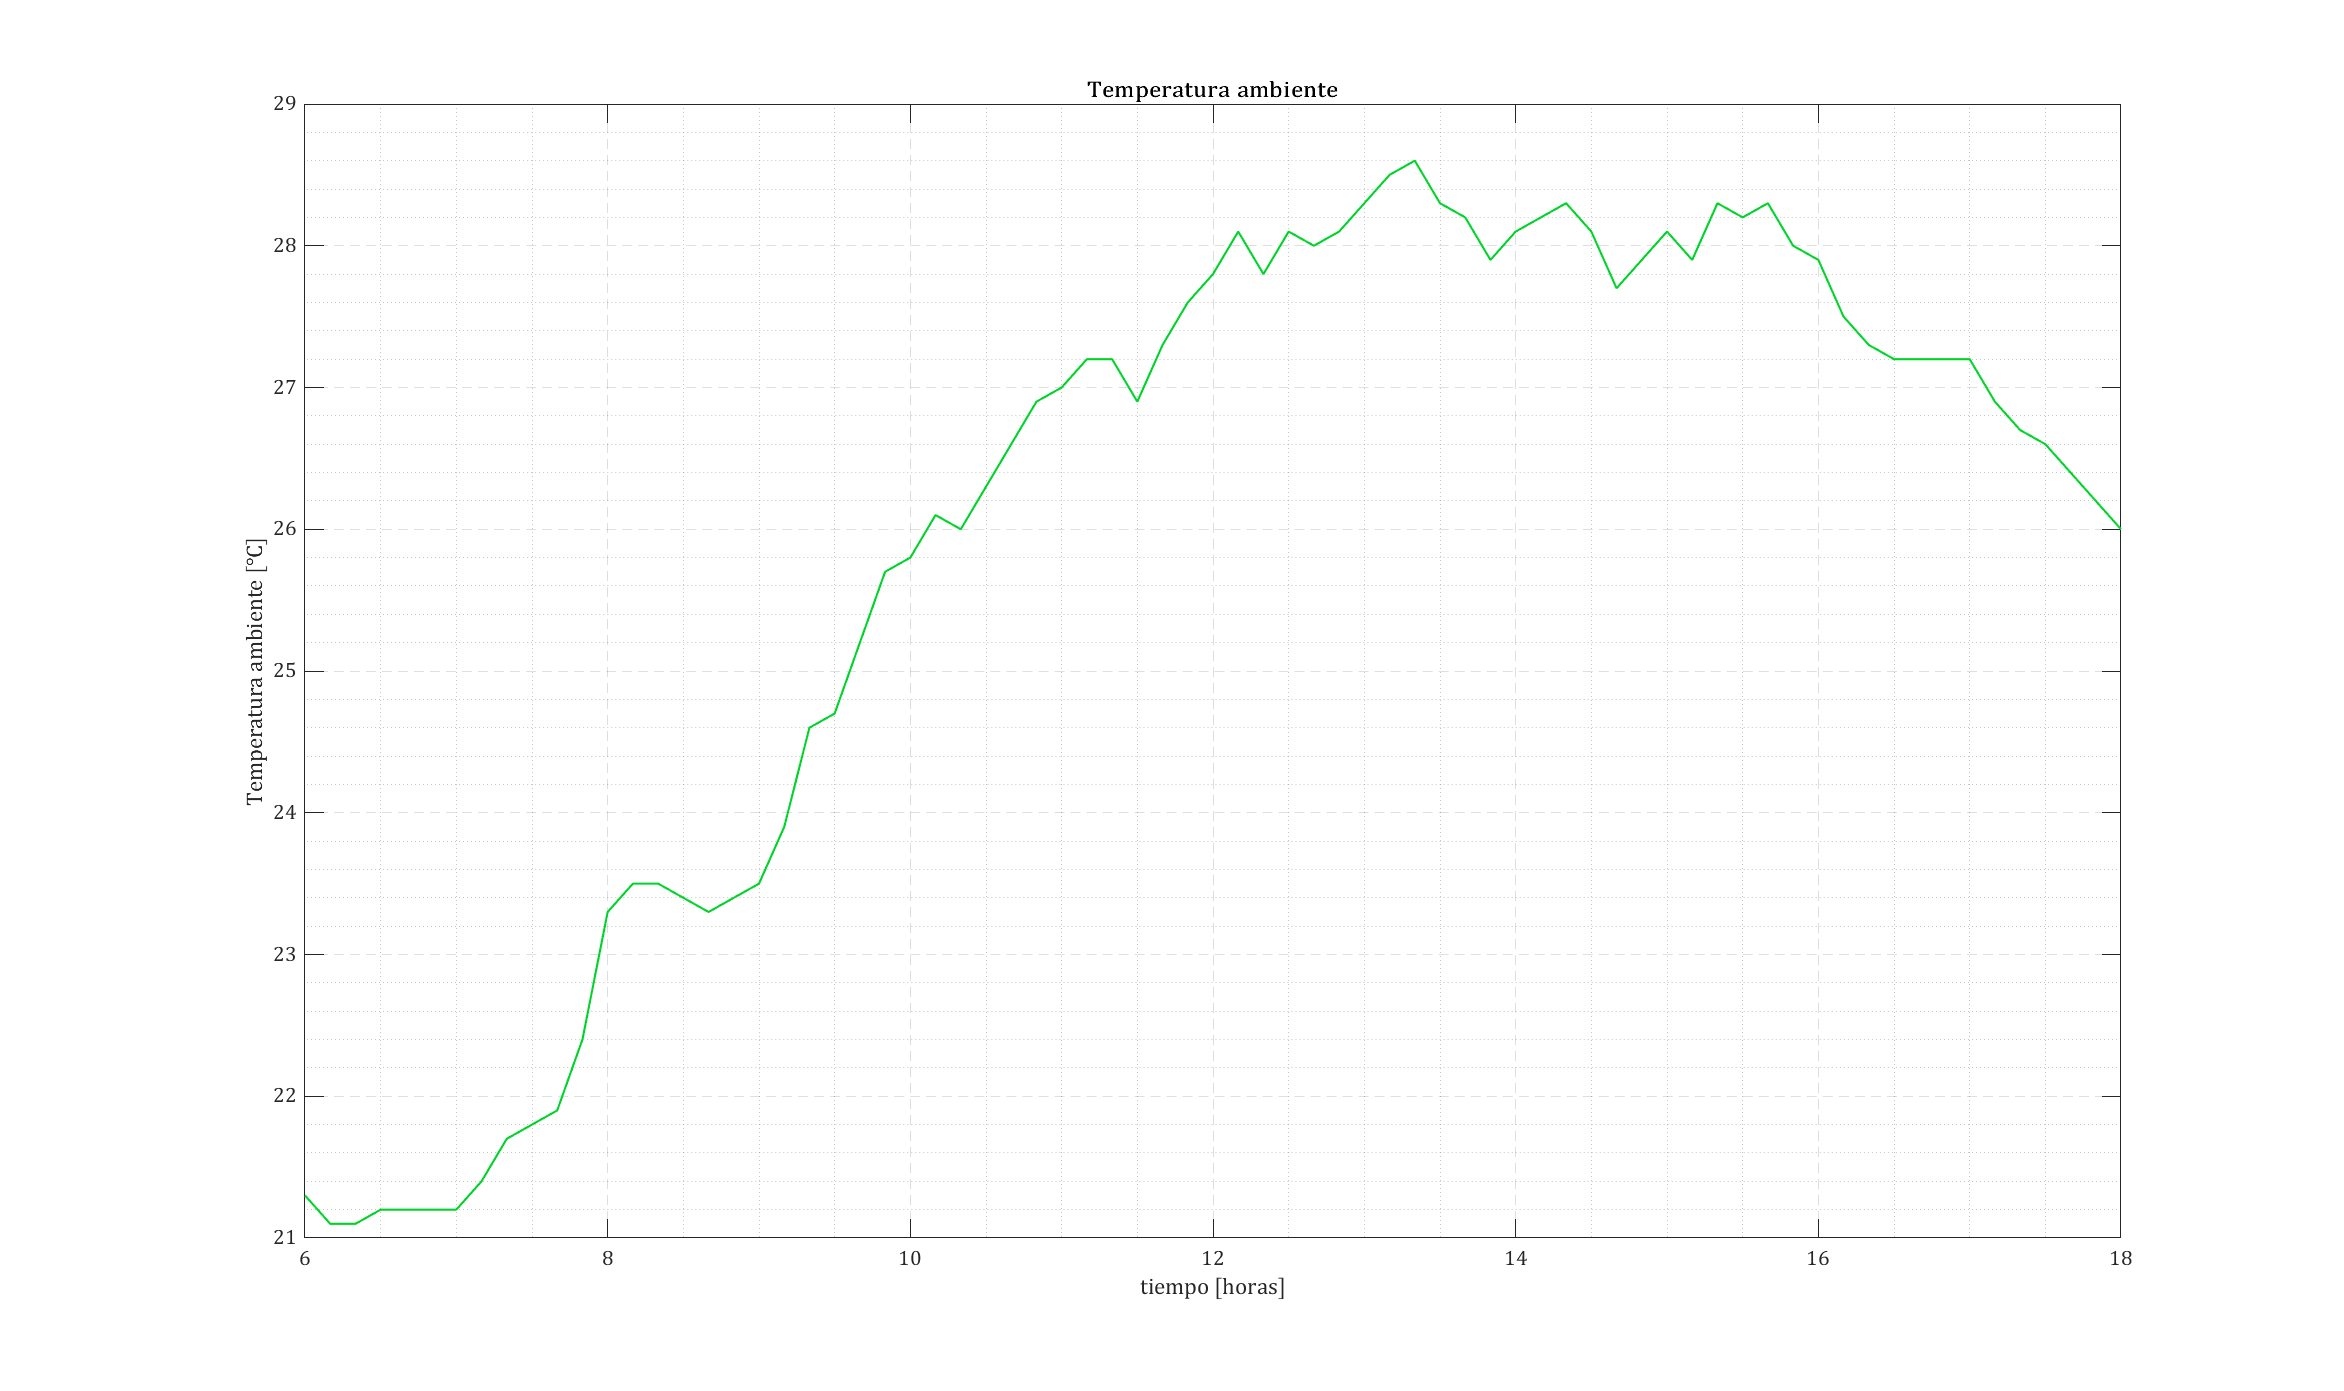 Temperatura ambiente
29
28
27
26
25
24
23
22
21
Temperatura ambiente [°C]
6 8 10 12 14 16 18
tiempo [horas]